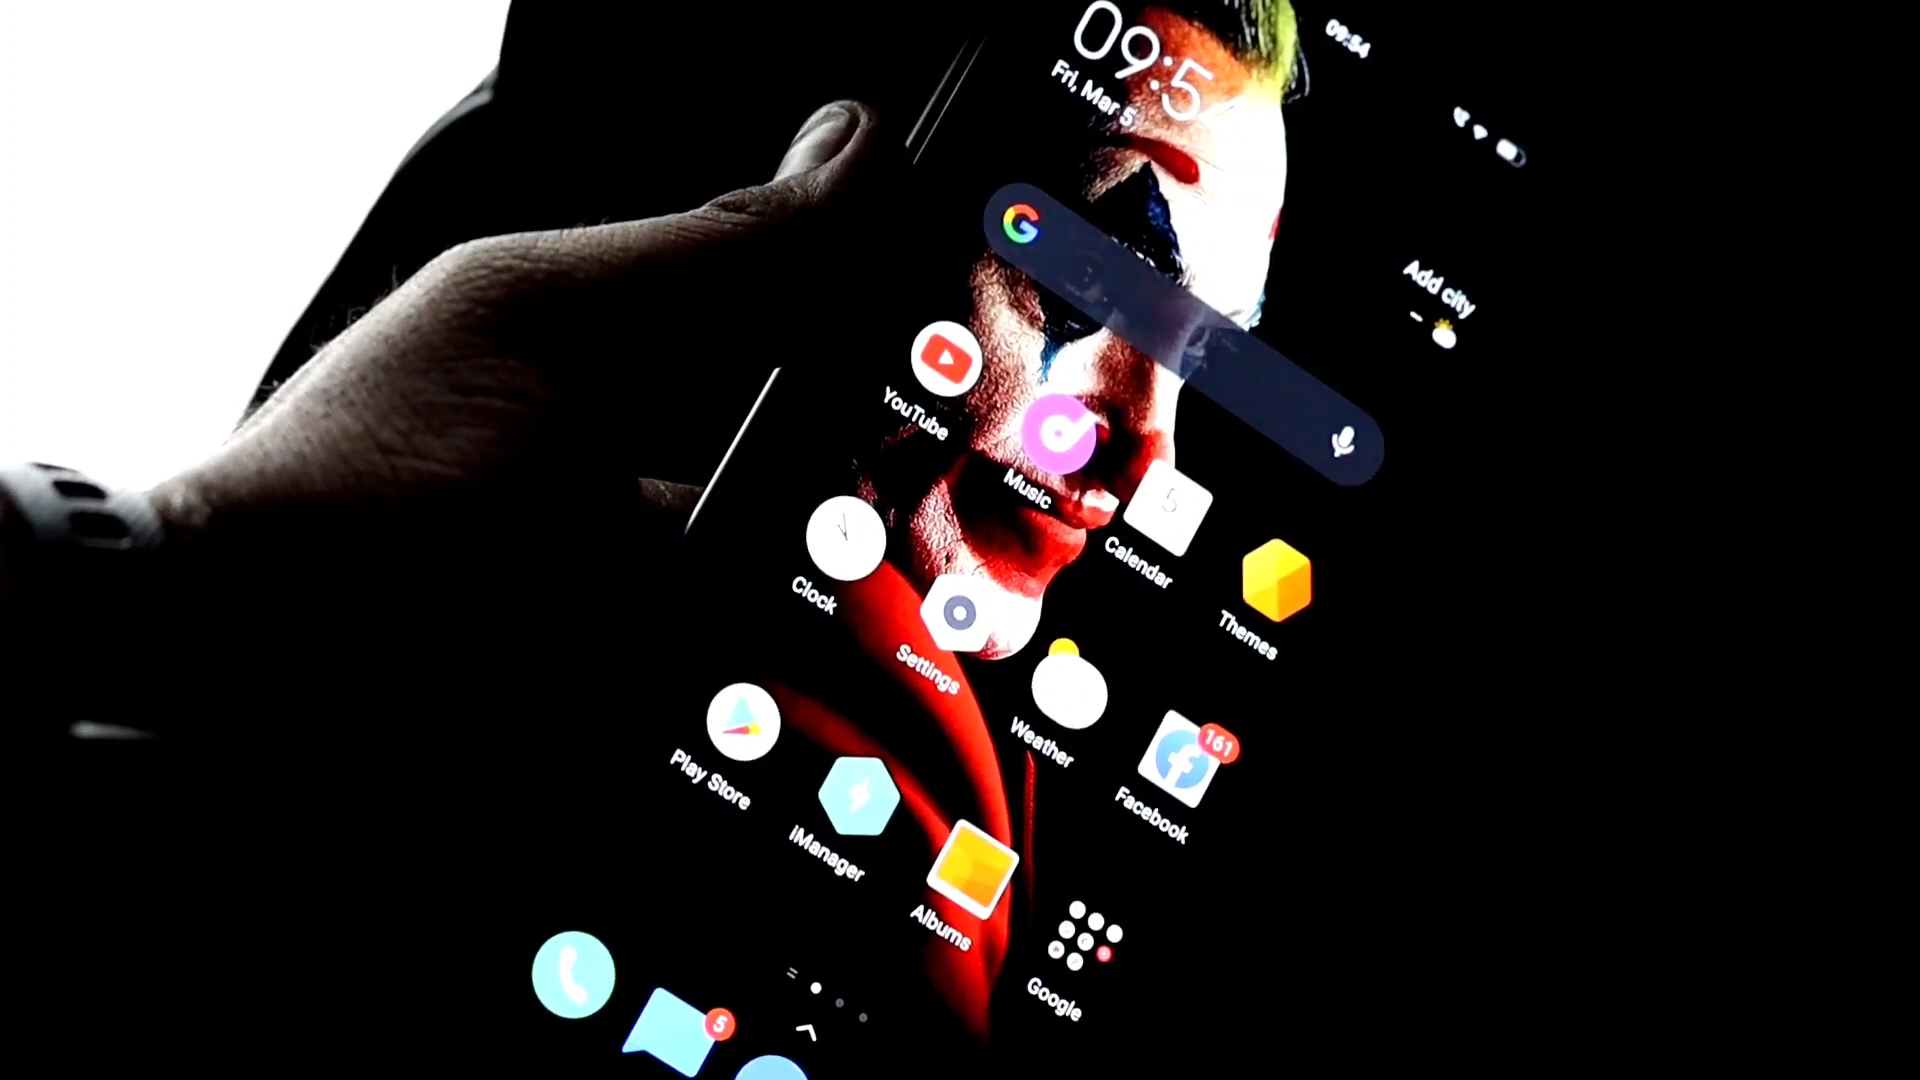 09:54
09:54
Fri, Mar 5
Add city
YouTube
Music
5
Calendar
Themes
Clock
Settings
Weather
161
Facebook
Play Store
iManager
Albums
Google
5